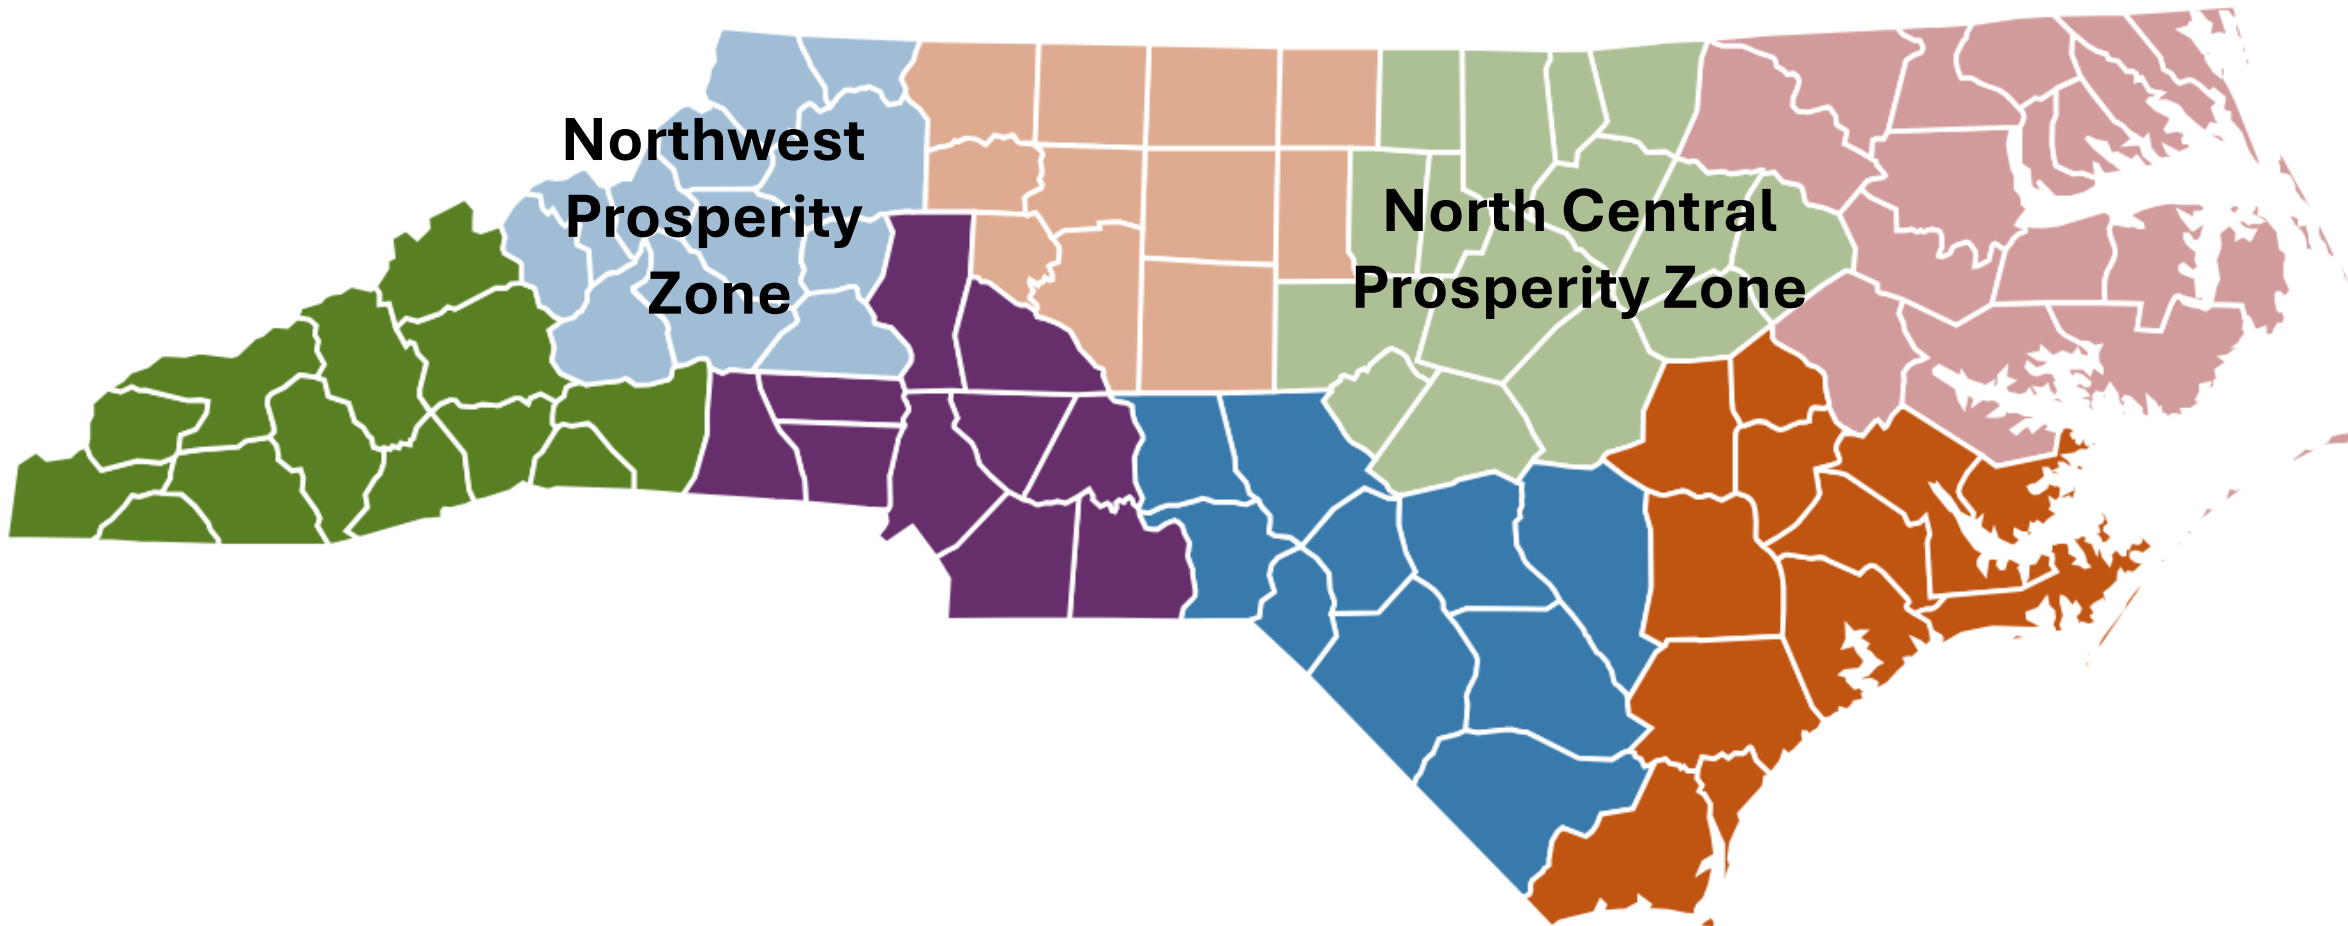 Northwest
Prosperity
Zone
North Central
Prosperity Zone